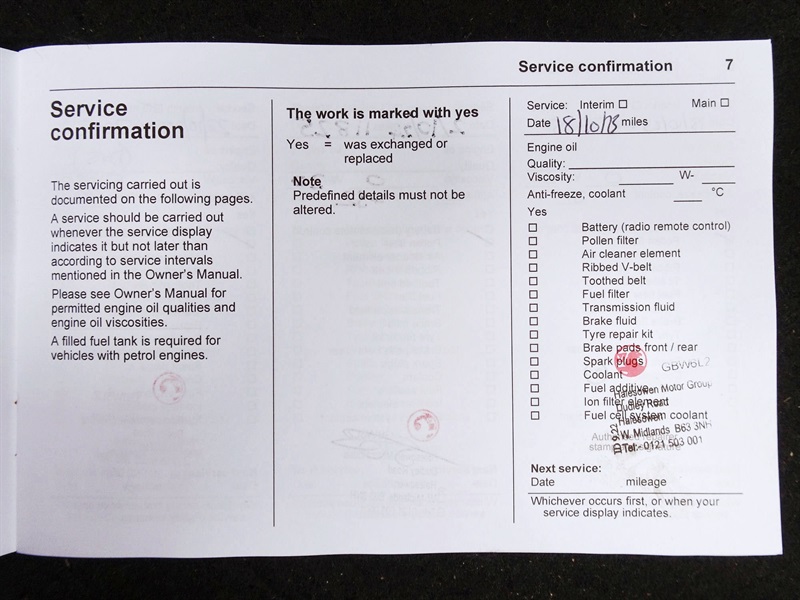 Service confirmation 7
Service
confirmation
The servicing carried out is
documented on the following pages.
A service should be carried out
whenever the service display
indicates it but not later than
according to service intervals
mentioned in the Owner's Manual.
Please see Owner's Manual for
permitted engine oil qualities and
engine oil viscosities.
A filled fuel tank is required for
vehicles with petrol engines.
The work is marked with yes
Yes = was exchanged or
replaced
Note
Predefined details must not be
altered.
Service: Interim □ Main □
Date 18/10/23 miles
Engine oil
Quality:
Viscosity: W-
Anti-freeze, coolant °C
Yes
□ Battery (radio remote control)
□ Pollen filter
□ Air cleaner element
□ Ribbed V-belt
□ Toothed belt
□ Fuel filter
□ Transmission fluid
□ Brake fluid
□ Tyre repair kit
□ Brake pads front / rear
□ Spark plugs
□ Coolant
□ Fuel additive
□ Ion filter element
□ Fuel cell system coolant
GBW6L2
Halesowen Motor Group
Dudley Road
Halesowen
W. Midlands B63 3NH
Tel:- 0121 503 001
Next service:
Date mileage
Whichever occurs first, or when your
service display indicates.